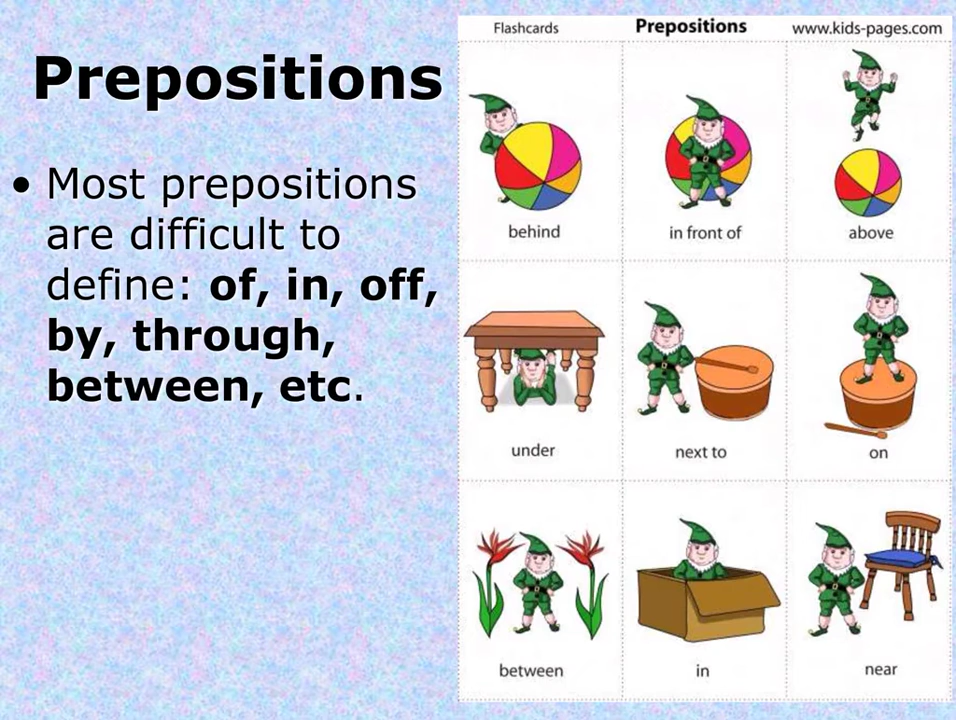 Prepositions
• Most prepositions
are difficult to
define: of, in, off,
by, through,
between, etc.
Flashcards Prepositions www.kids-pages.com
behind in front of above
under next to on
between in near